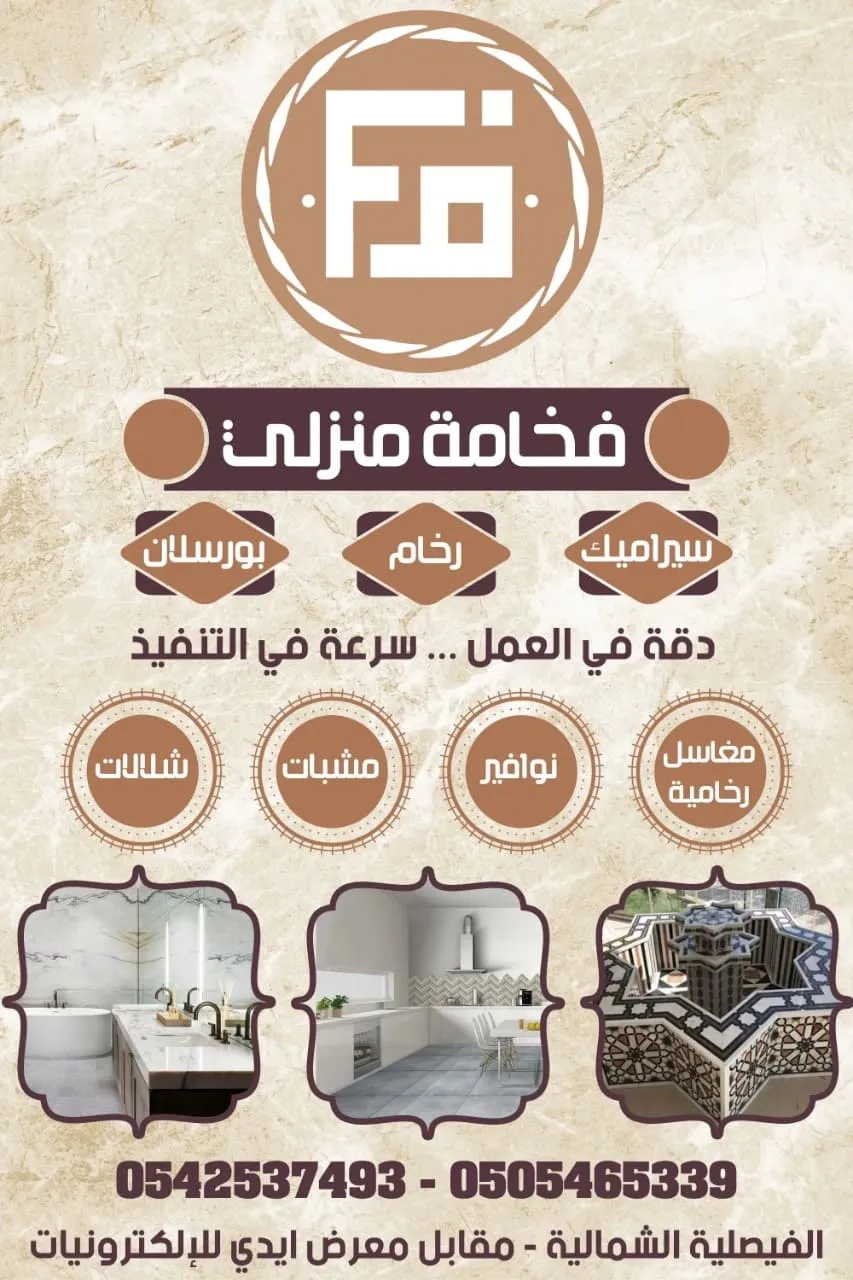 فخامة منزلي
سيراميك رخام بورسلان
دقة في العمل ... سرعة في التنفيذ
مغاسل رخامية نوافير مشبات شلالات
0542537493 - 0505465339
الفيصلية الشمالية - مقابل معرض ايدي للإلكترونيات